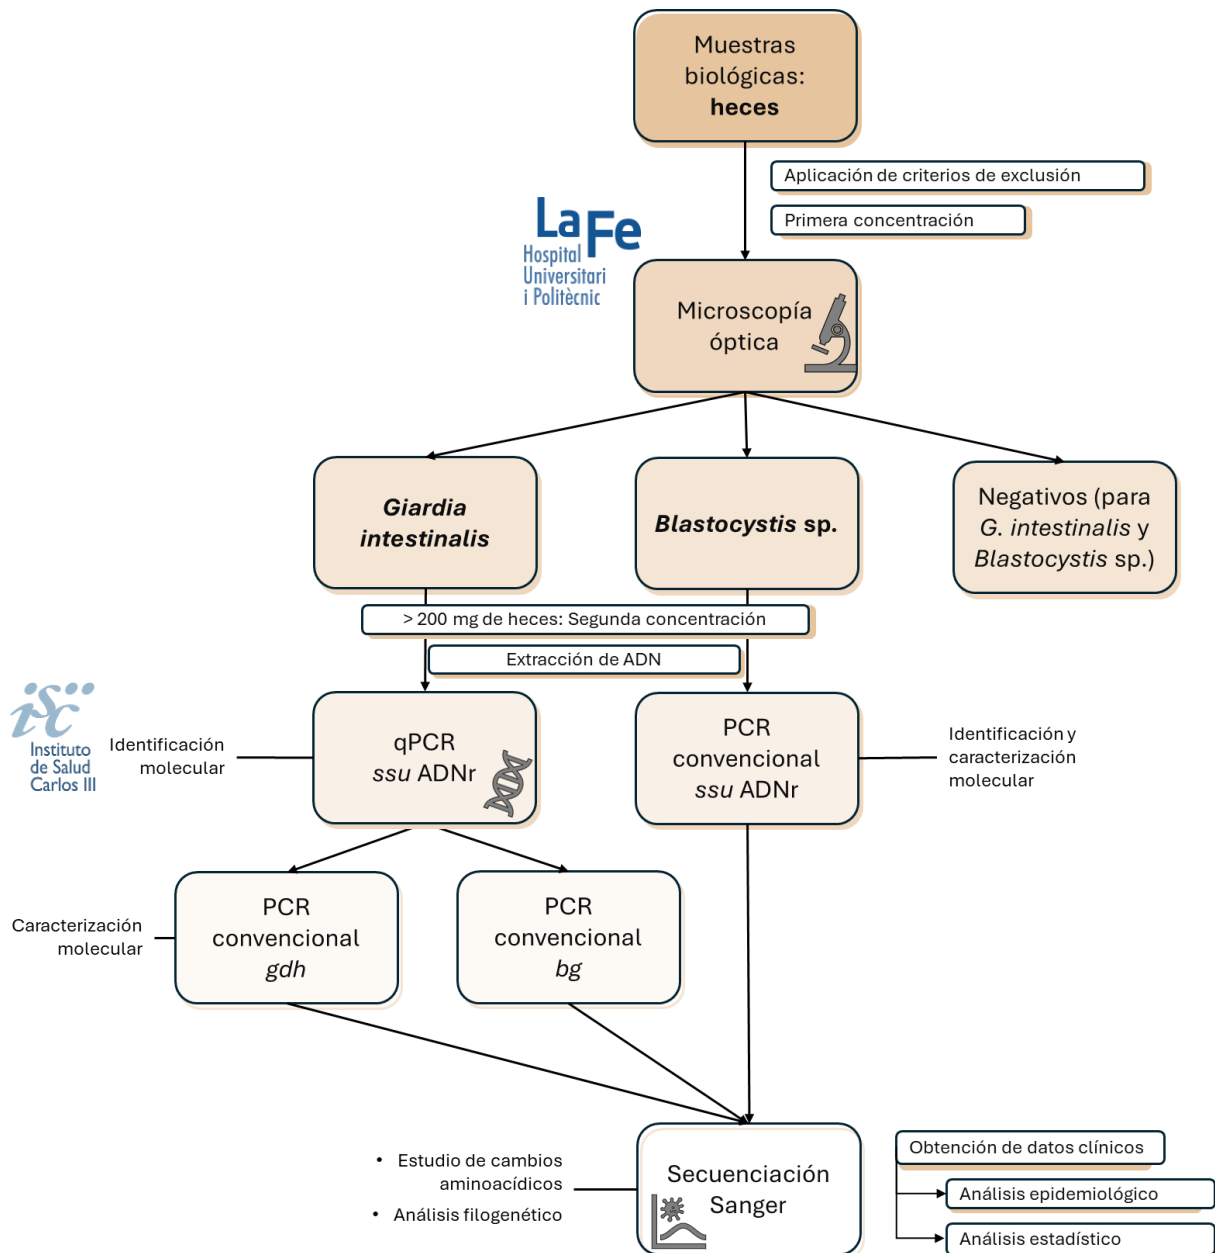 Muestras
biológicas:
heces
Aplicación de criterios de exclusión
Primera concentración
La Fe
Hospital
Universitari
i Politècnic
Microscopía
óptica
Giardia
intestinalis
Blastocystis sp.
Negativos (para
G. intestinalis y
Blastocystis sp.)
> 200 mg de heces: Segunda concentración
Extracción de ADN
isc
Instituto
de Salud
Carlos III
Identificación
molecular
qPCR
ssu ADNr
PCR
convencional
ssu ADNr
Identificación y
caracterización
molecular
Caracterización
molecular
PCR
convencional
gdh
PCR
convencional
bg
• Estudio de cambios
aminoacídicos
• Análisis filogenético
Secuenciación
Sanger
Obtención de datos clínicos
Análisis epidemiológico
Análisis estadístico